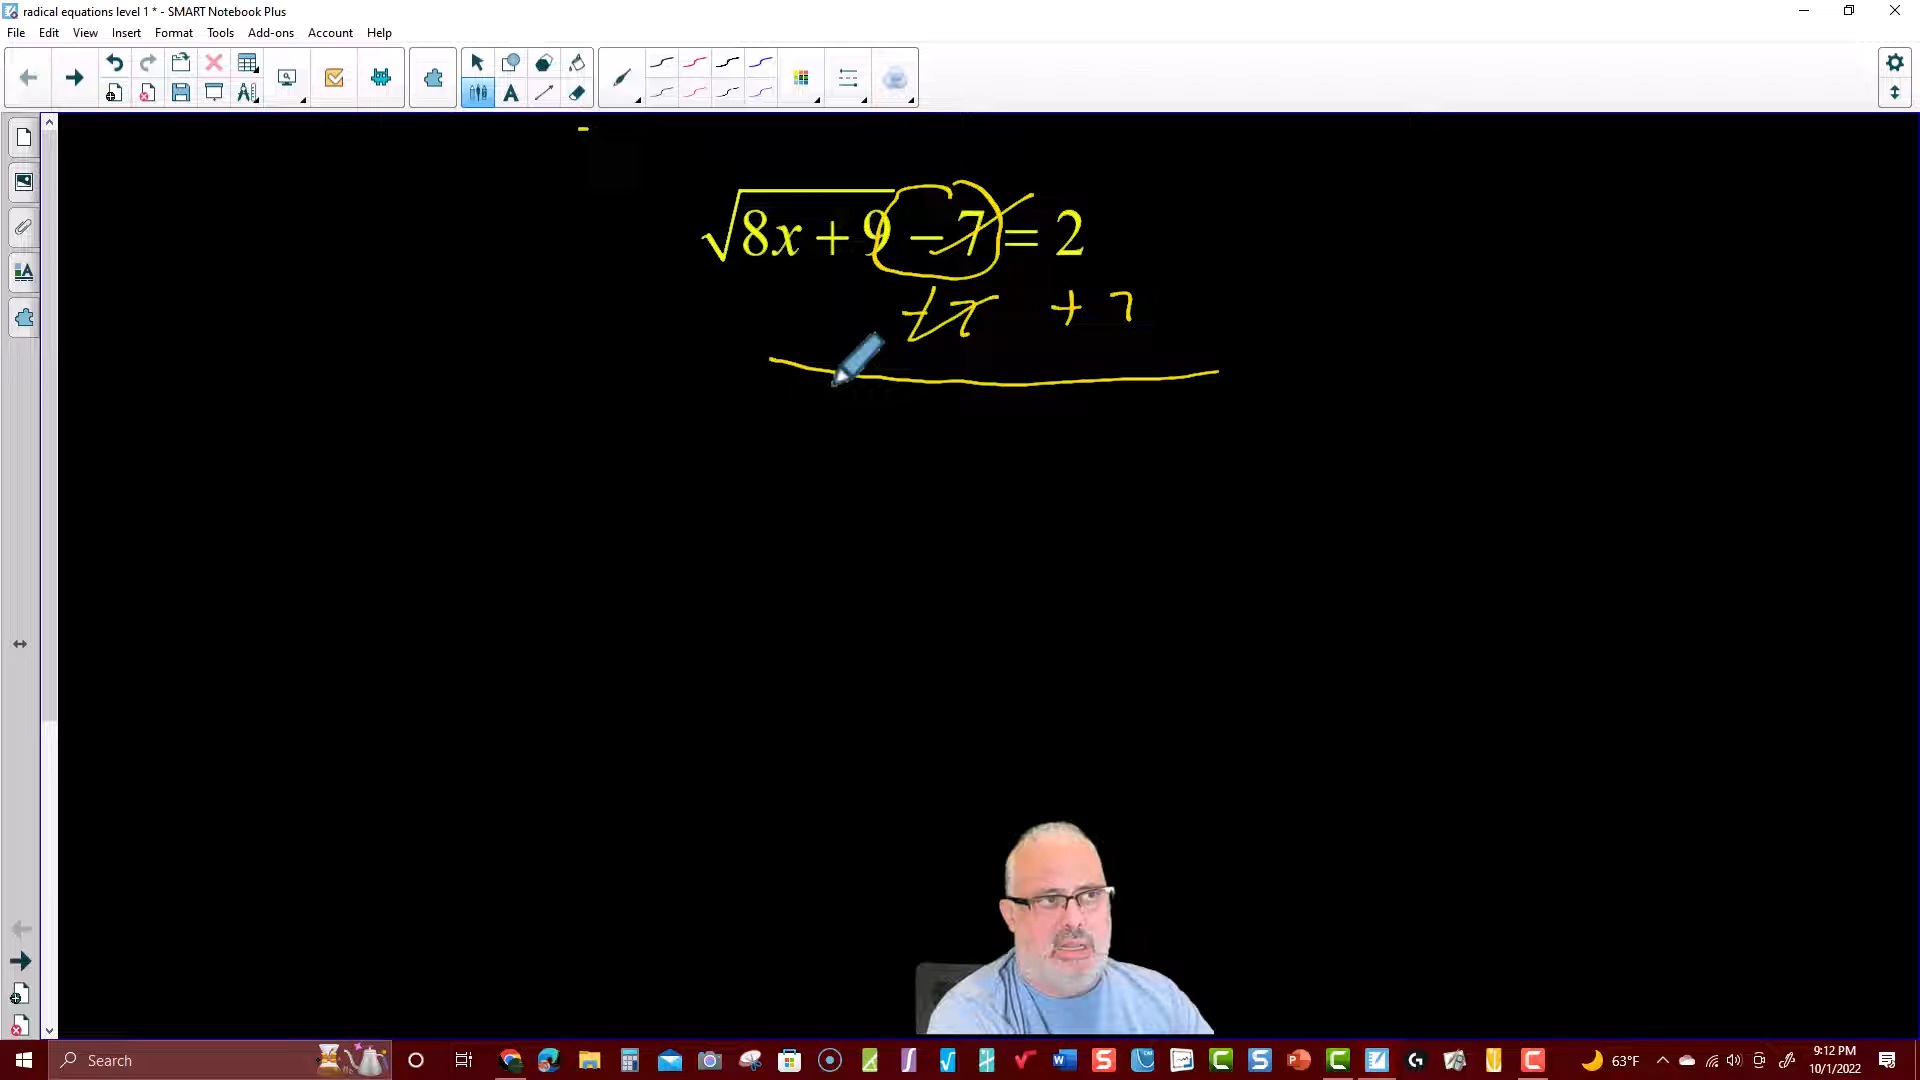 radical equations level 1 * - SMART Notebook Plus
File Edit View Insert Format Tools Add-ons Account Help
√8x + 9 − 7 = 2
+7 + 7
Search
63°F
9:12 PM
10/1/2022